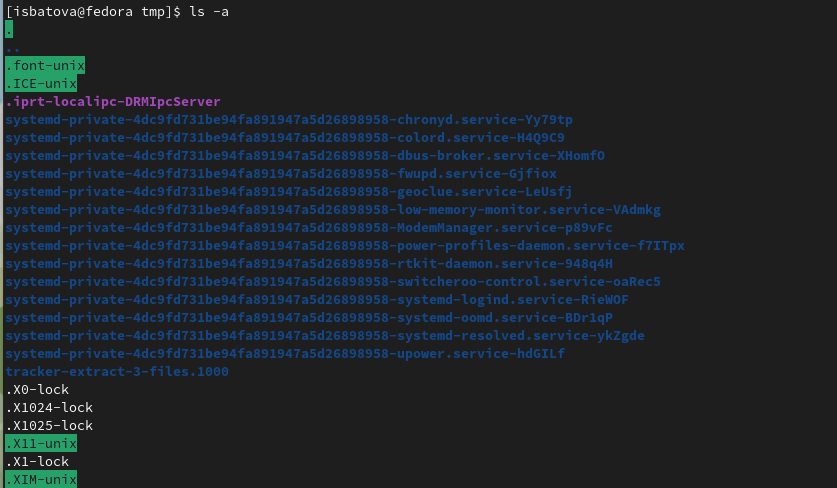 [isbatova@fedora tmp]$ ls -a
.
..
.font-unix
.ICE-unix
.iprt-localipc-DRMIpcServer
systemd-private-4dc9fd731be94fa891947a5d26898958-chronyd.service-Yy79tp
systemd-private-4dc9fd731be94fa891947a5d26898958-colord.service-H4Q9C9
systemd-private-4dc9fd731be94fa891947a5d26898958-dbus-broker.service-XHomfO
systemd-private-4dc9fd731be94fa891947a5d26898958-fwupd.service-Gjfiox
systemd-private-4dc9fd731be94fa891947a5d26898958-geoclue.service-LeUsfj
systemd-private-4dc9fd731be94fa891947a5d26898958-low-memory-monitor.service-VAdmkg
systemd-private-4dc9fd731be94fa891947a5d26898958-ModemManager.service-p89vFc
systemd-private-4dc9fd731be94fa891947a5d26898958-power-profiles-daemon.service-f7ITpx
systemd-private-4dc9fd731be94fa891947a5d26898958-rtkit-daemon.service-948q4H
systemd-private-4dc9fd731be94fa891947a5d26898958-switcheroo-control.service-oaRec5
systemd-private-4dc9fd731be94fa891947a5d26898958-systemd-logind.service-RieWOF
systemd-private-4dc9fd731be94fa891947a5d26898958-systemd-oomd.service-BDr1qP
systemd-private-4dc9fd731be94fa891947a5d26898958-systemd-resolved.service-ykZgde
systemd-private-4dc9fd731be94fa891947a5d26898958-upower.service-hdGILf
tracker-extract-3-files.1000
.X0-lock
.X1024-lock
.X1025-lock
.X11-unix
.X1-lock
.XIM-unix